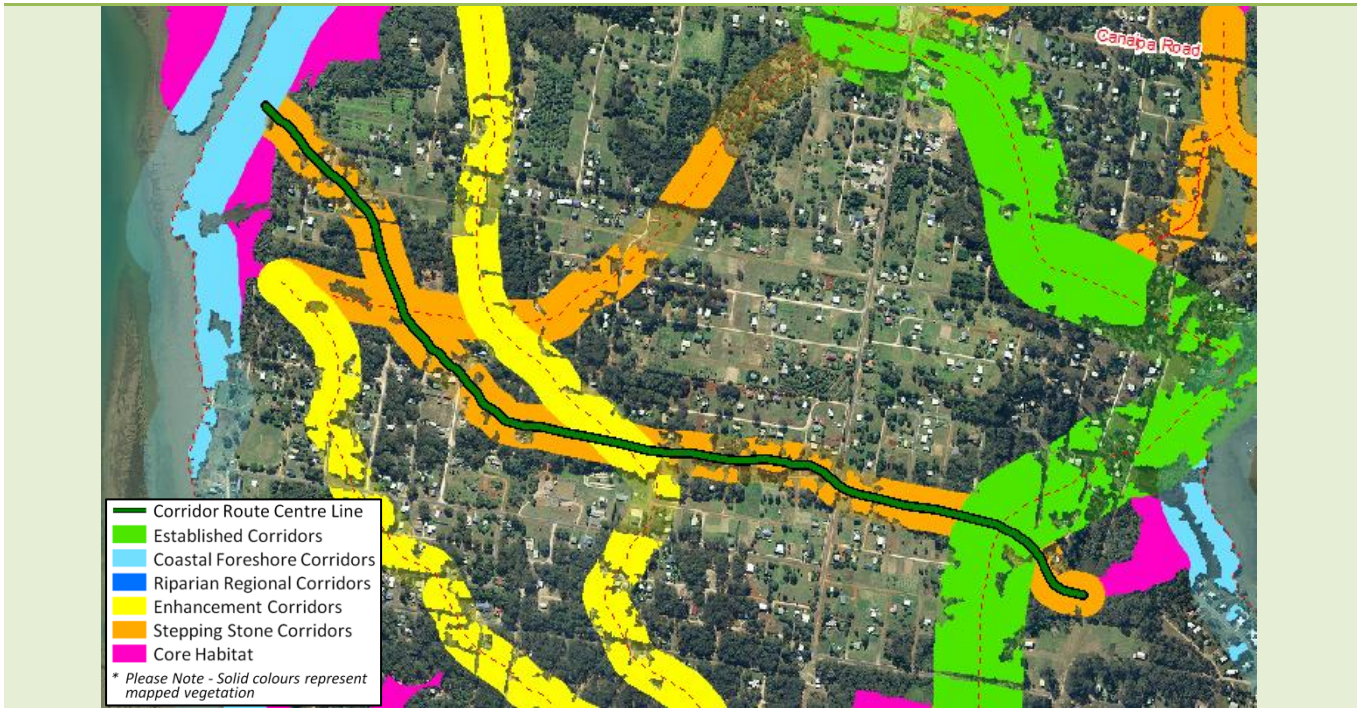 Canaipa Road
Corridor Route Centre Line
Established Corridors
Coastal Foreshore Corridors
Riparian Regional Corridors
Enhancement Corridors
Stepping Stone Corridors
Core Habitat
* Please Note - Solid colours represent
mapped vegetation